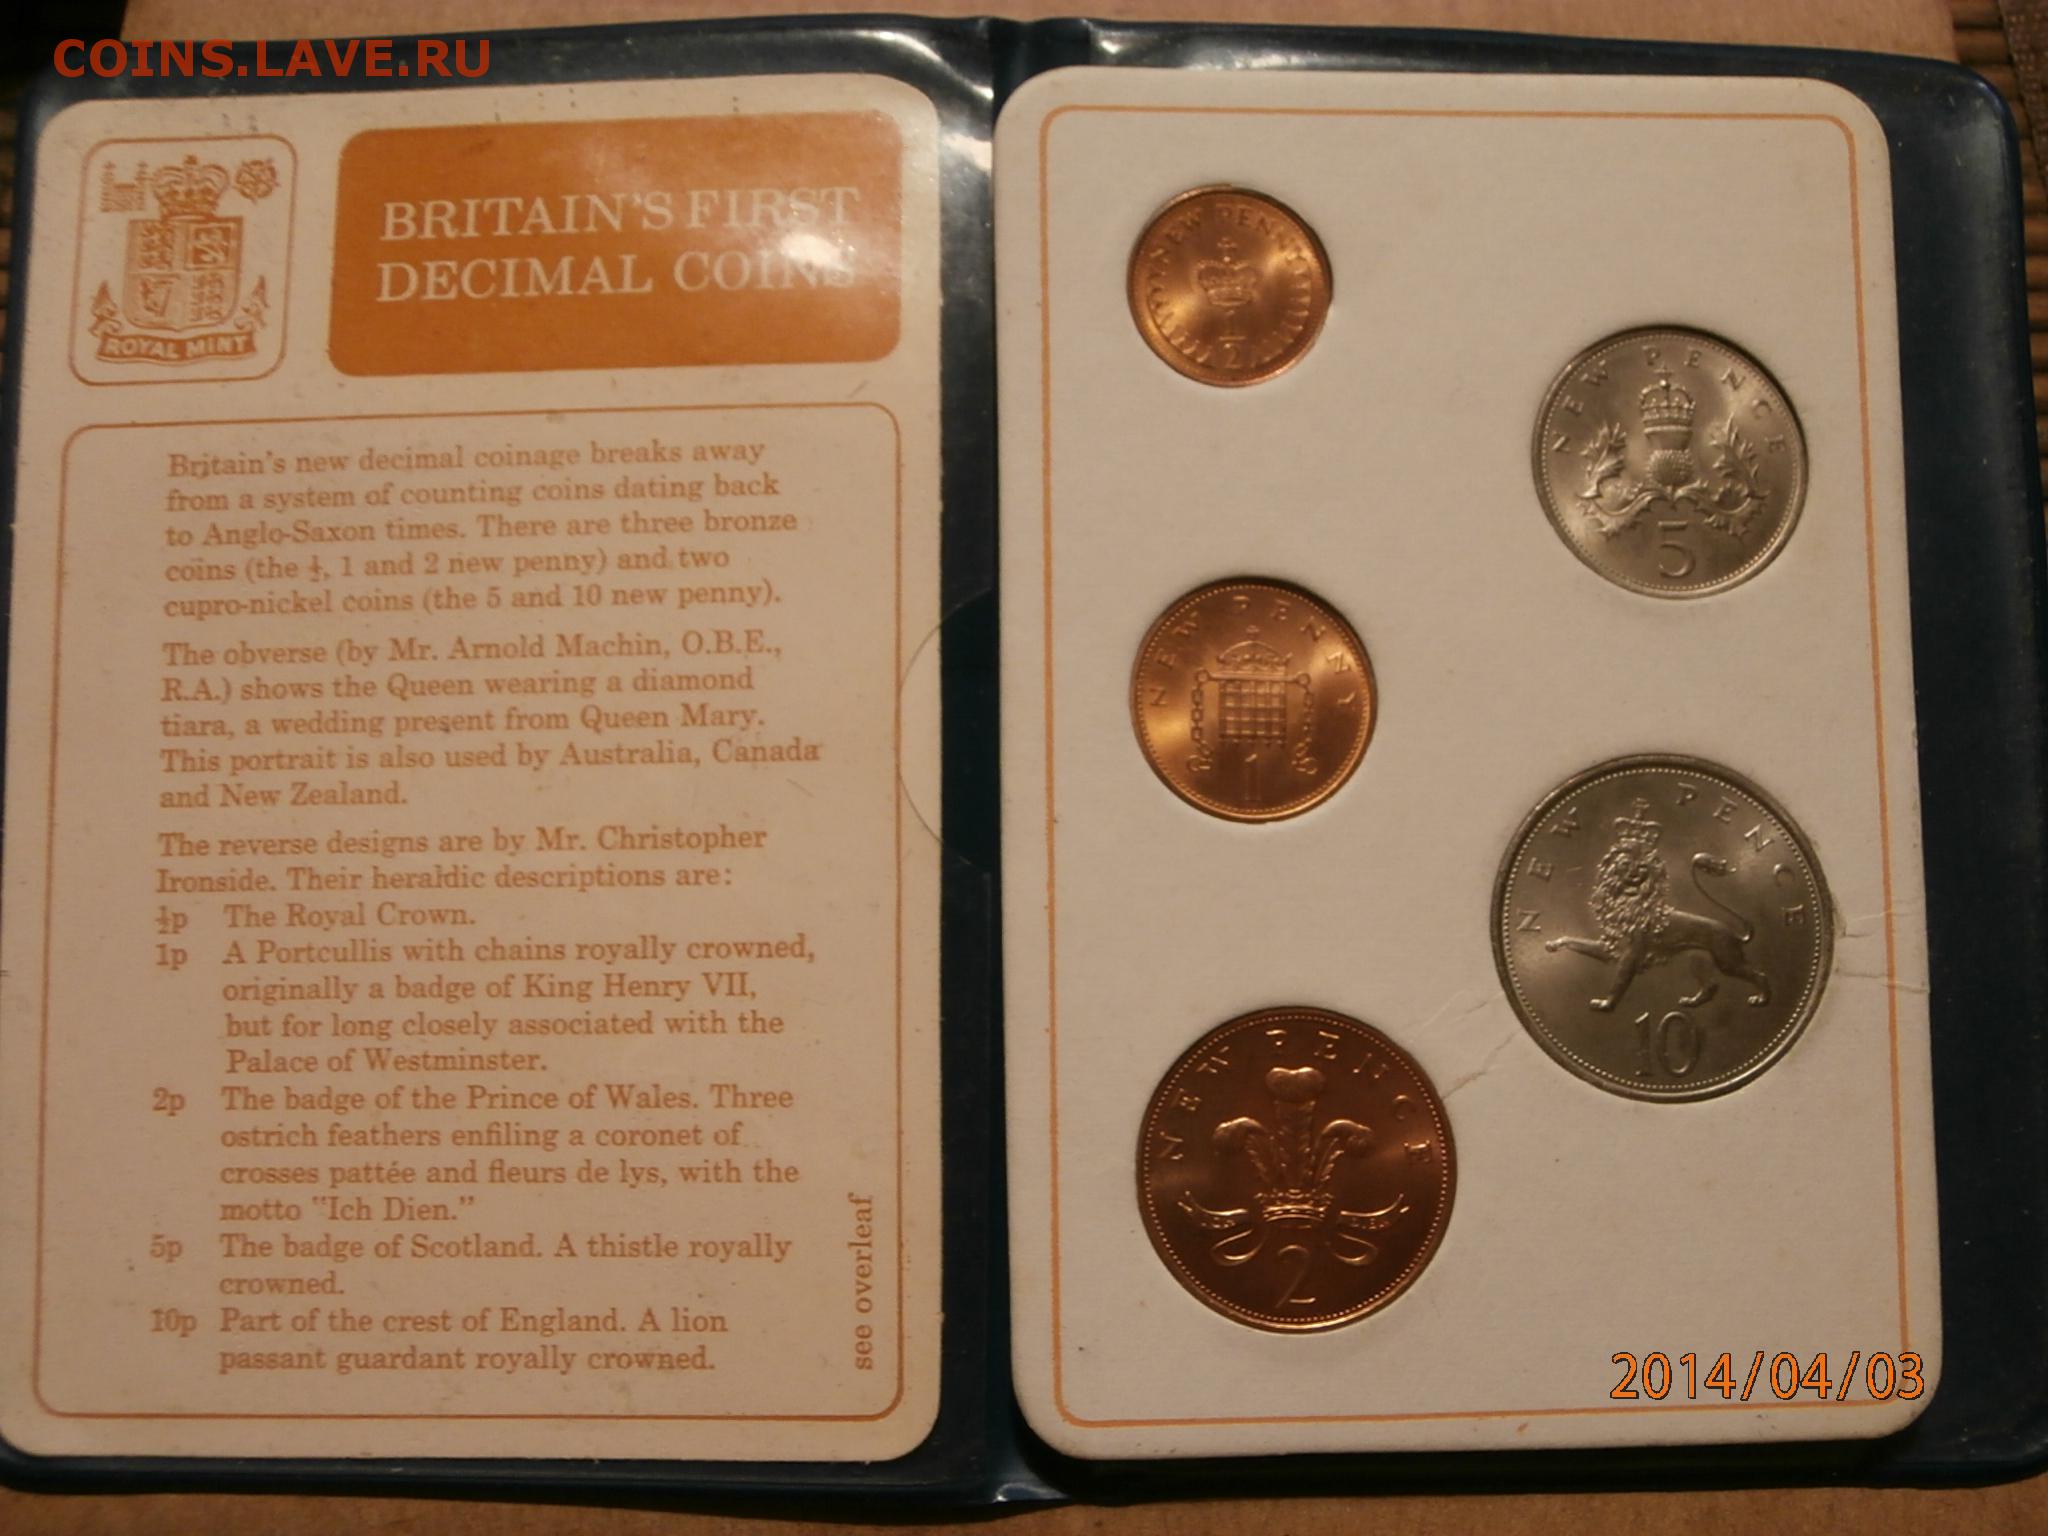 COINS.LAVE.RU
ROYAL MINT
BRITAIN'S FIRST
DECIMAL COINS
Britain's new decimal coinage breaks away
from a system of counting coins dating back
to Anglo-Saxon times. There are three bronze
coins (the ½, 1 and 2 new penny) and two
cupro-nickel coins (the 5 and 10 new penny).
The obverse (by Mr. Arnold Machin, O.B.E.,
R.A.) shows the Queen wearing a diamond
tiara, a wedding present from Queen Mary.
This portrait is also used by Australia, Canada
and New Zealand.
The reverse designs are by Mr. Christopher
Ironside. Their heraldic descriptions are:
½p The Royal Crown.
1p A Portcullis with chains royally crowned,
originally a badge of King Henry VII,
but for long closely associated with the
Palace of Westminster.
2p The badge of the Prince of Wales. Three
ostrich feathers enfiling a coronet of
crosses pattée and fleurs de lys, with the
motto "Ich Dien."
5p The badge of Scotland. A thistle royally
crowned.
10p Part of the crest of England. A lion
passant guardant royally crowned.
see overleaf
NEW PENNY
½
NEW PENCE
5
NEW PENNY
1
NEW PENCE
10
NEW PENCE
ICH DIEN
2
2014/04/03